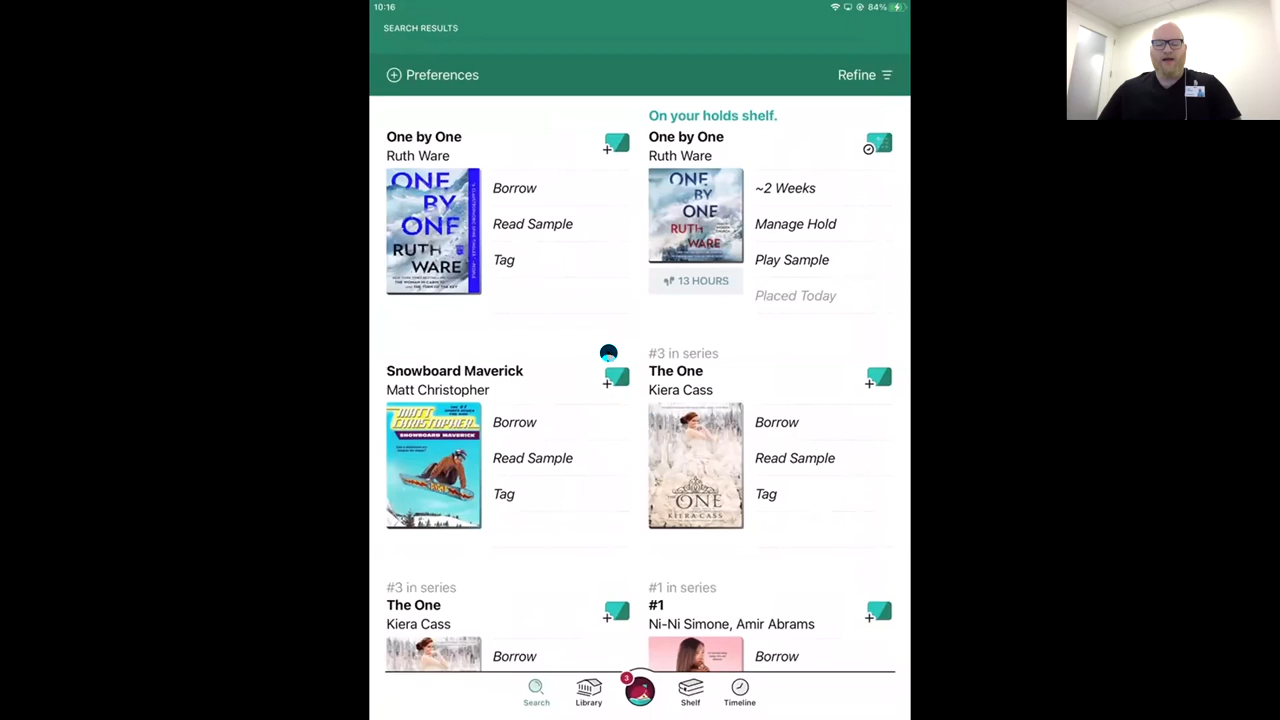 10:16
84%
SEARCH RESULTS
Preferences
Refine
One by One
Ruth Ware
ONE
BY
ONE
RUTH
WARE
Borrow
Read Sample
Tag
On your holds shelf.
One by One
Ruth Ware
ONE
BY
ONE
RUTH
WARE
13 HOURS
~2 Weeks
Manage Hold
Play Sample
Placed Today
Snowboard Maverick
Matt Christopher
MATT
CHRISTOPHER
SNOWBOARD MAVERICK
Borrow
Read Sample
Tag
#3 in series
The One
Kiera Cass
THE
ONE
KIERA CASS
Borrow
Read Sample
Tag
#3 in series
The One
Kiera Cass
Borrow
#1 in series
#1
Ni-Ni Simone, Amir Abrams
Borrow
3
Search
Library
Shelf
Timeline